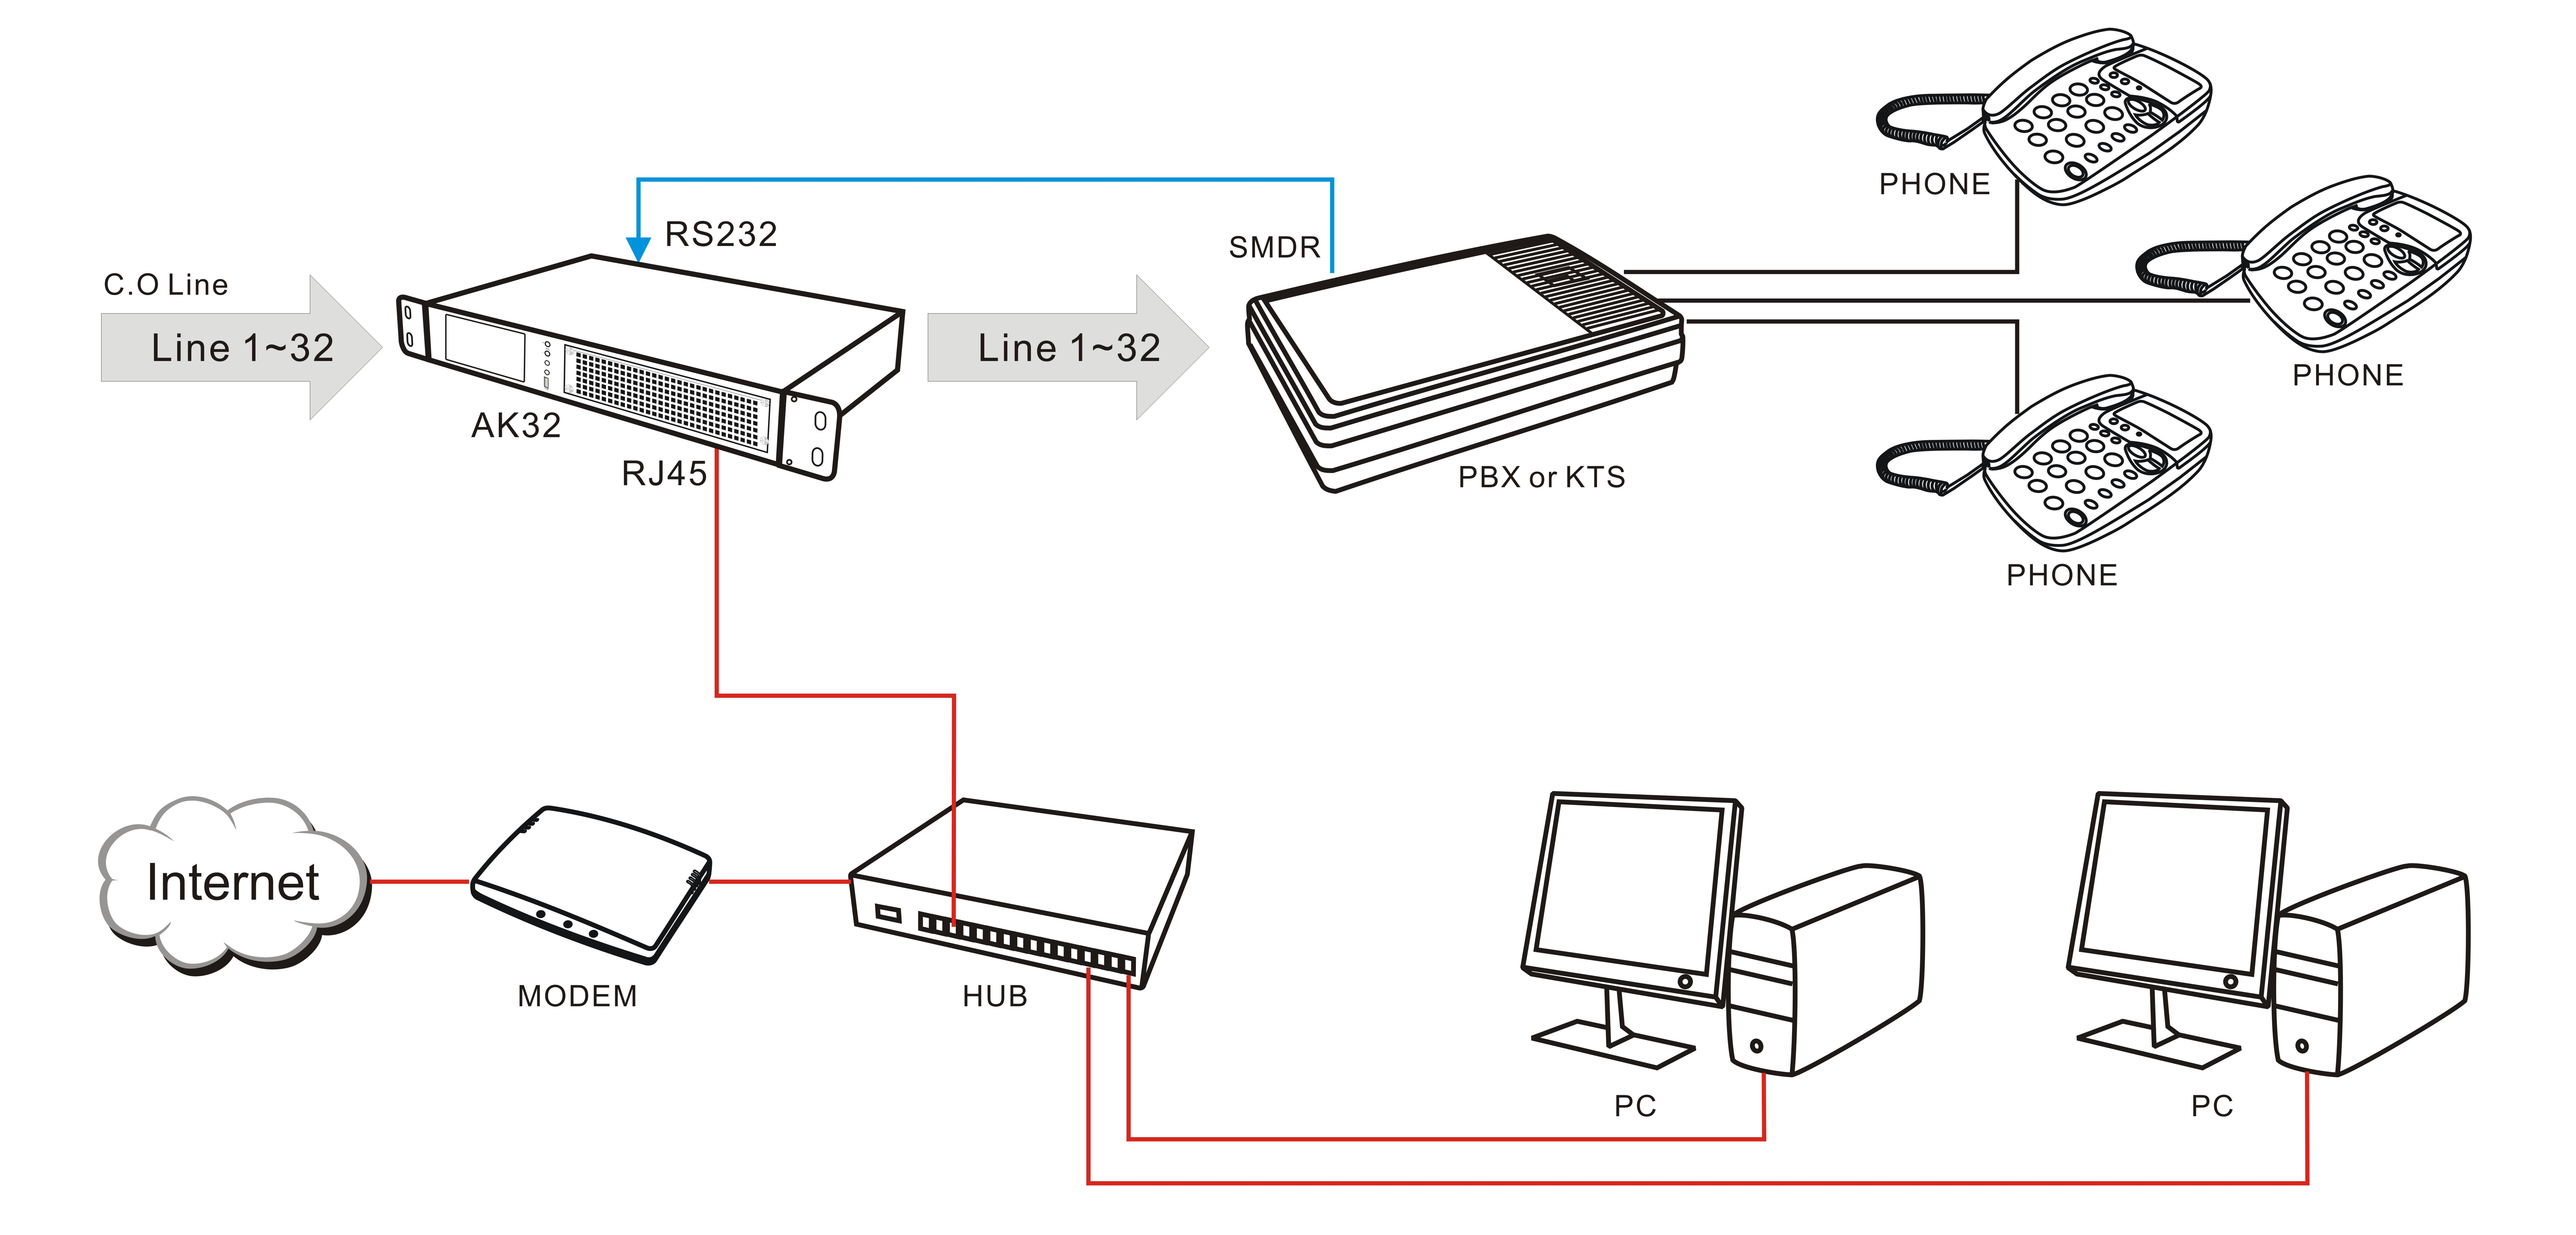 PHONE
RS232
SMDR
C.O Line
Line 1~32
Line 1~32
PHONE
AK32
RJ45
PBX or KTS
PHONE
Internet
MODEM
HUB
PC
PC